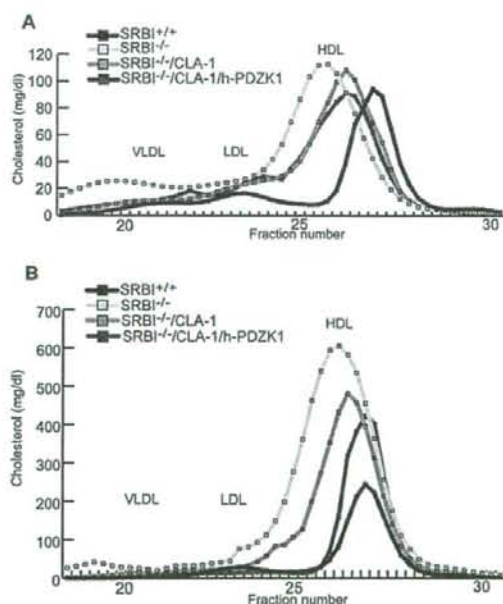 A
SRBI+/+
SRBI-/-
SRBI-/-/CLA-1
SRBI-/-/CLA-1/h-PDZK1
HDL
VLDL
LDL
Cholesterol (mg/dl)
120
100
80
60
40
20
0
20
25
30
Fraction number
B
SRBI+/+
SRBI-/-
SRBI-/-/CLA-1
SRBI-/-/CLA-1/h-PDZK1
HDL
VLDL
LDL
Cholesterol (mg/dl)
700
600
500
400
300
200
100
0
20
25
30
Fraction number